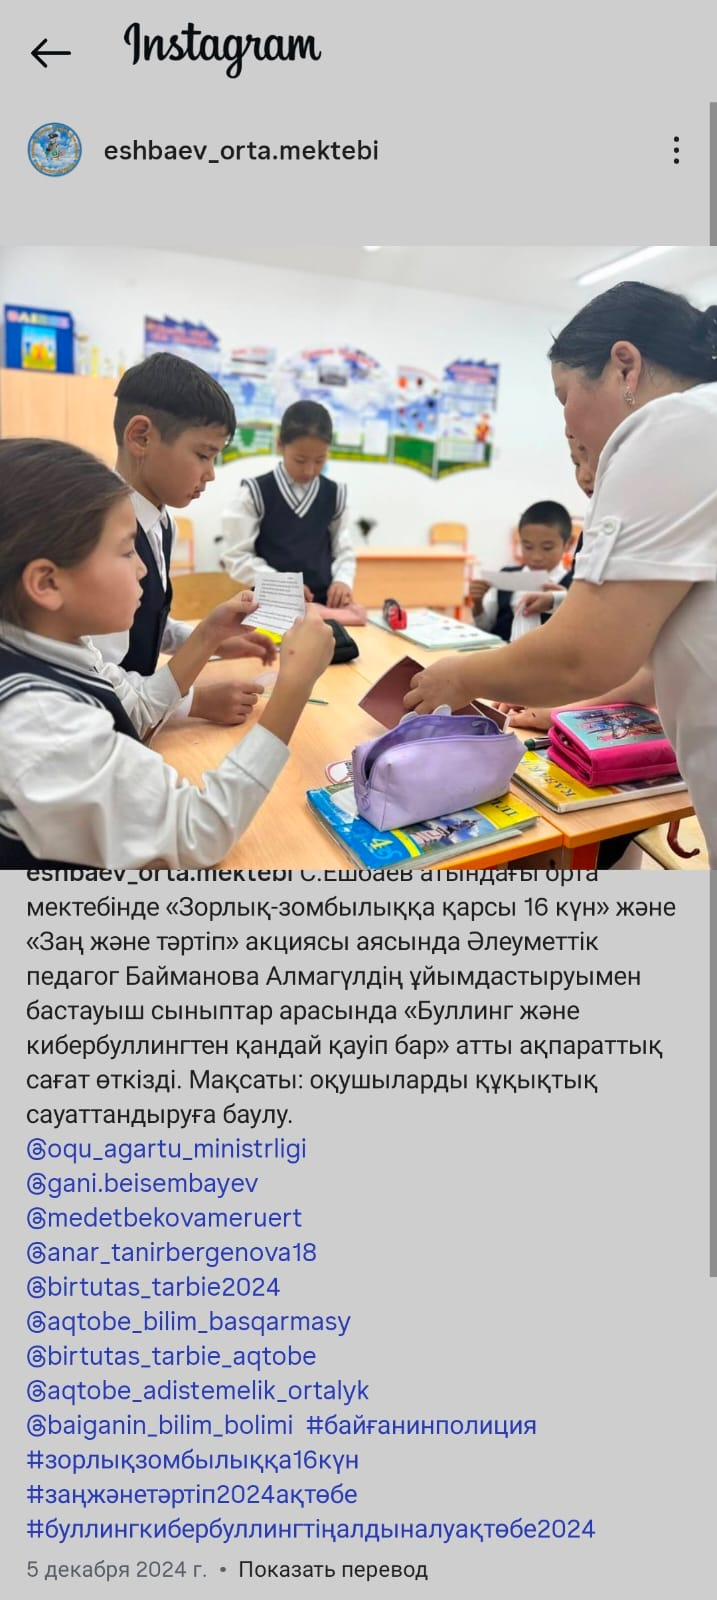 Instagram
eshbaev_orta.mektebi
eshbaev_orta.mektebi С.Ешбаев атындағы орта
мектебінде «Зорлық-зомбылыққа қарсы 16 күн» және
«Заң және тәртіп» акциясы аясында Әлеуметтік
педагог Байманова Алмагүлдің ұйымдастыруымен
бастауыш сыныптар арасында «Буллинг және
кибербуллингтен қандай қауіп бар» атты ақпараттық
сағат өткізді. Мақсаты: оқушыларды құқықтық
сауаттандыруға баулу.
@oqu_agartu_ministrligi
@gani.beisembayev
@medetbekovameruert
@anar_tanirbergenova18
@birtutas_tarbie2024
@aqtobe_bilim_basqarmasy
@birtutas_tarbie_aqtobe
@aqtobe_adistemelik_ortalyk
@baiganin_bilim_bolimi #байғанинполиция
#зорлықзомбылыққа16күн
#заңжәнетәртіп2024ақтөбе
#буллингкибербуллингтіңалдыналуақтөбе2024
5 декабря 2024 г. • Показать перевод